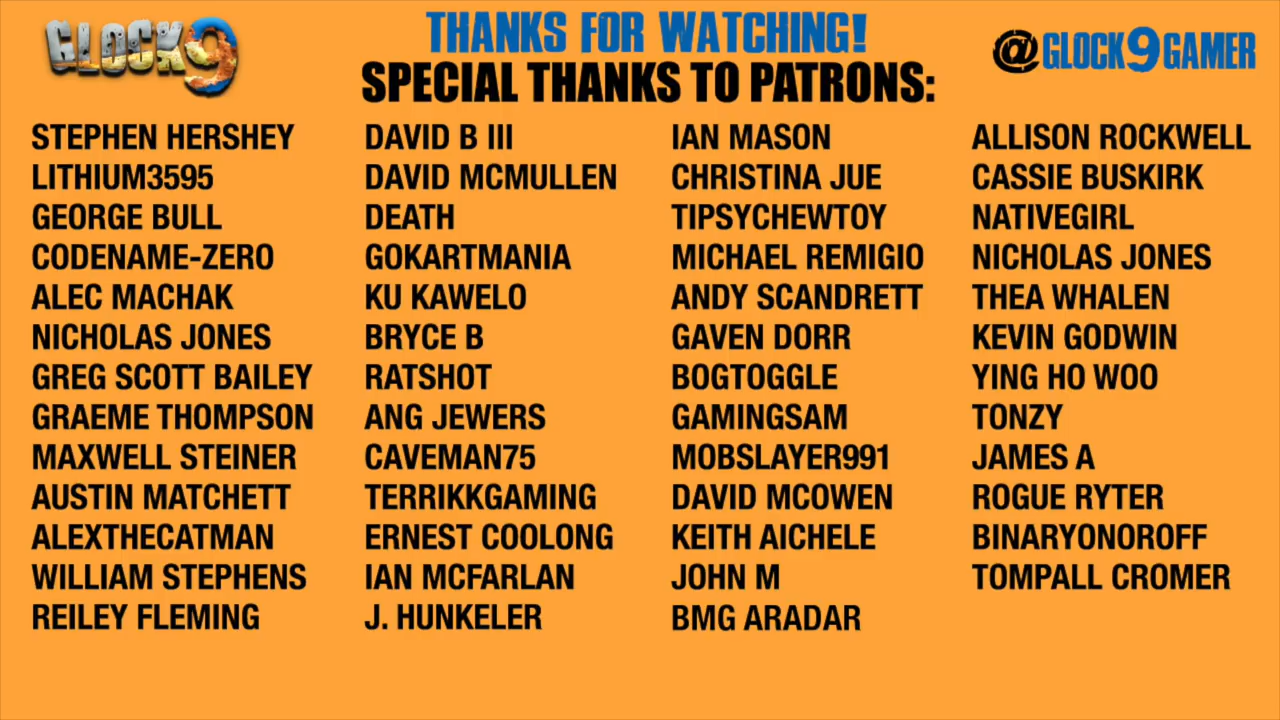 GLOCK9
THANKS FOR WATCHING!
@GLOCK9GAMER
SPECIAL THANKS TO PATRONS:
STEPHEN HERSHEY
LITHIUM3595
GEORGE BULL
CODENAME-ZERO
ALEC MACHAK
NICHOLAS JONES
GREG SCOTT BAILEY
GRAEME THOMPSON
MAXWELL STEINER
AUSTIN MATCHETT
ALEXTHECATMAN
WILLIAM STEPHENS
REILEY FLEMING
DAVID B III
DAVID MCMULLEN
DEATH
GOKARTMANIA
KU KAWELO
BRYCE B
RATSHOT
ANG JEWERS
CAVEMAN75
TERRIKKGAMING
ERNEST COOLONG
IAN MCFARLAN
J. HUNKELER
IAN MASON
CHRISTINA JUE
TIPSYCHEWTOY
MICHAEL REMIGIO
ANDY SCANDRETT
GAVEN DORR
BOGTOGGLE
GAMINGSAM
MOBSLAYER991
DAVID MCOWEN
KEITH AICHELE
JOHN M
BMG ARADAR
ALLISON ROCKWELL
CASSIE BUSKIRK
NATIVEGIRL
NICHOLAS JONES
THEA WHALEN
KEVIN GODWIN
YING HO WOO
TONZY
JAMES A
ROGUE RYTER
BINARYONOROFF
TOMPALL CROMER